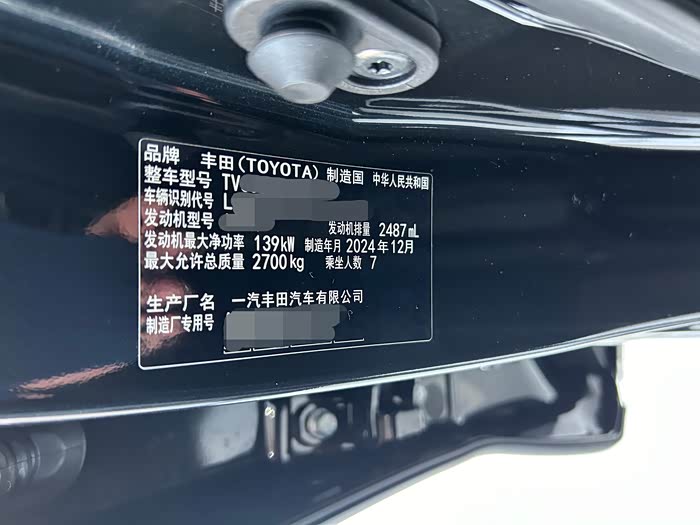 品牌 丰田(TOYOTA) 制造国 中华人民共和国
整车型号 TV
车辆识别代号 L
发动机型号 发动机排量 2487mL
发动机最大净功率 139kW 制造年月 2024年12月
最大允许总质量 2700kg 乘坐人数 7
生产厂名 一汽丰田汽车有限公司
制造厂专用号